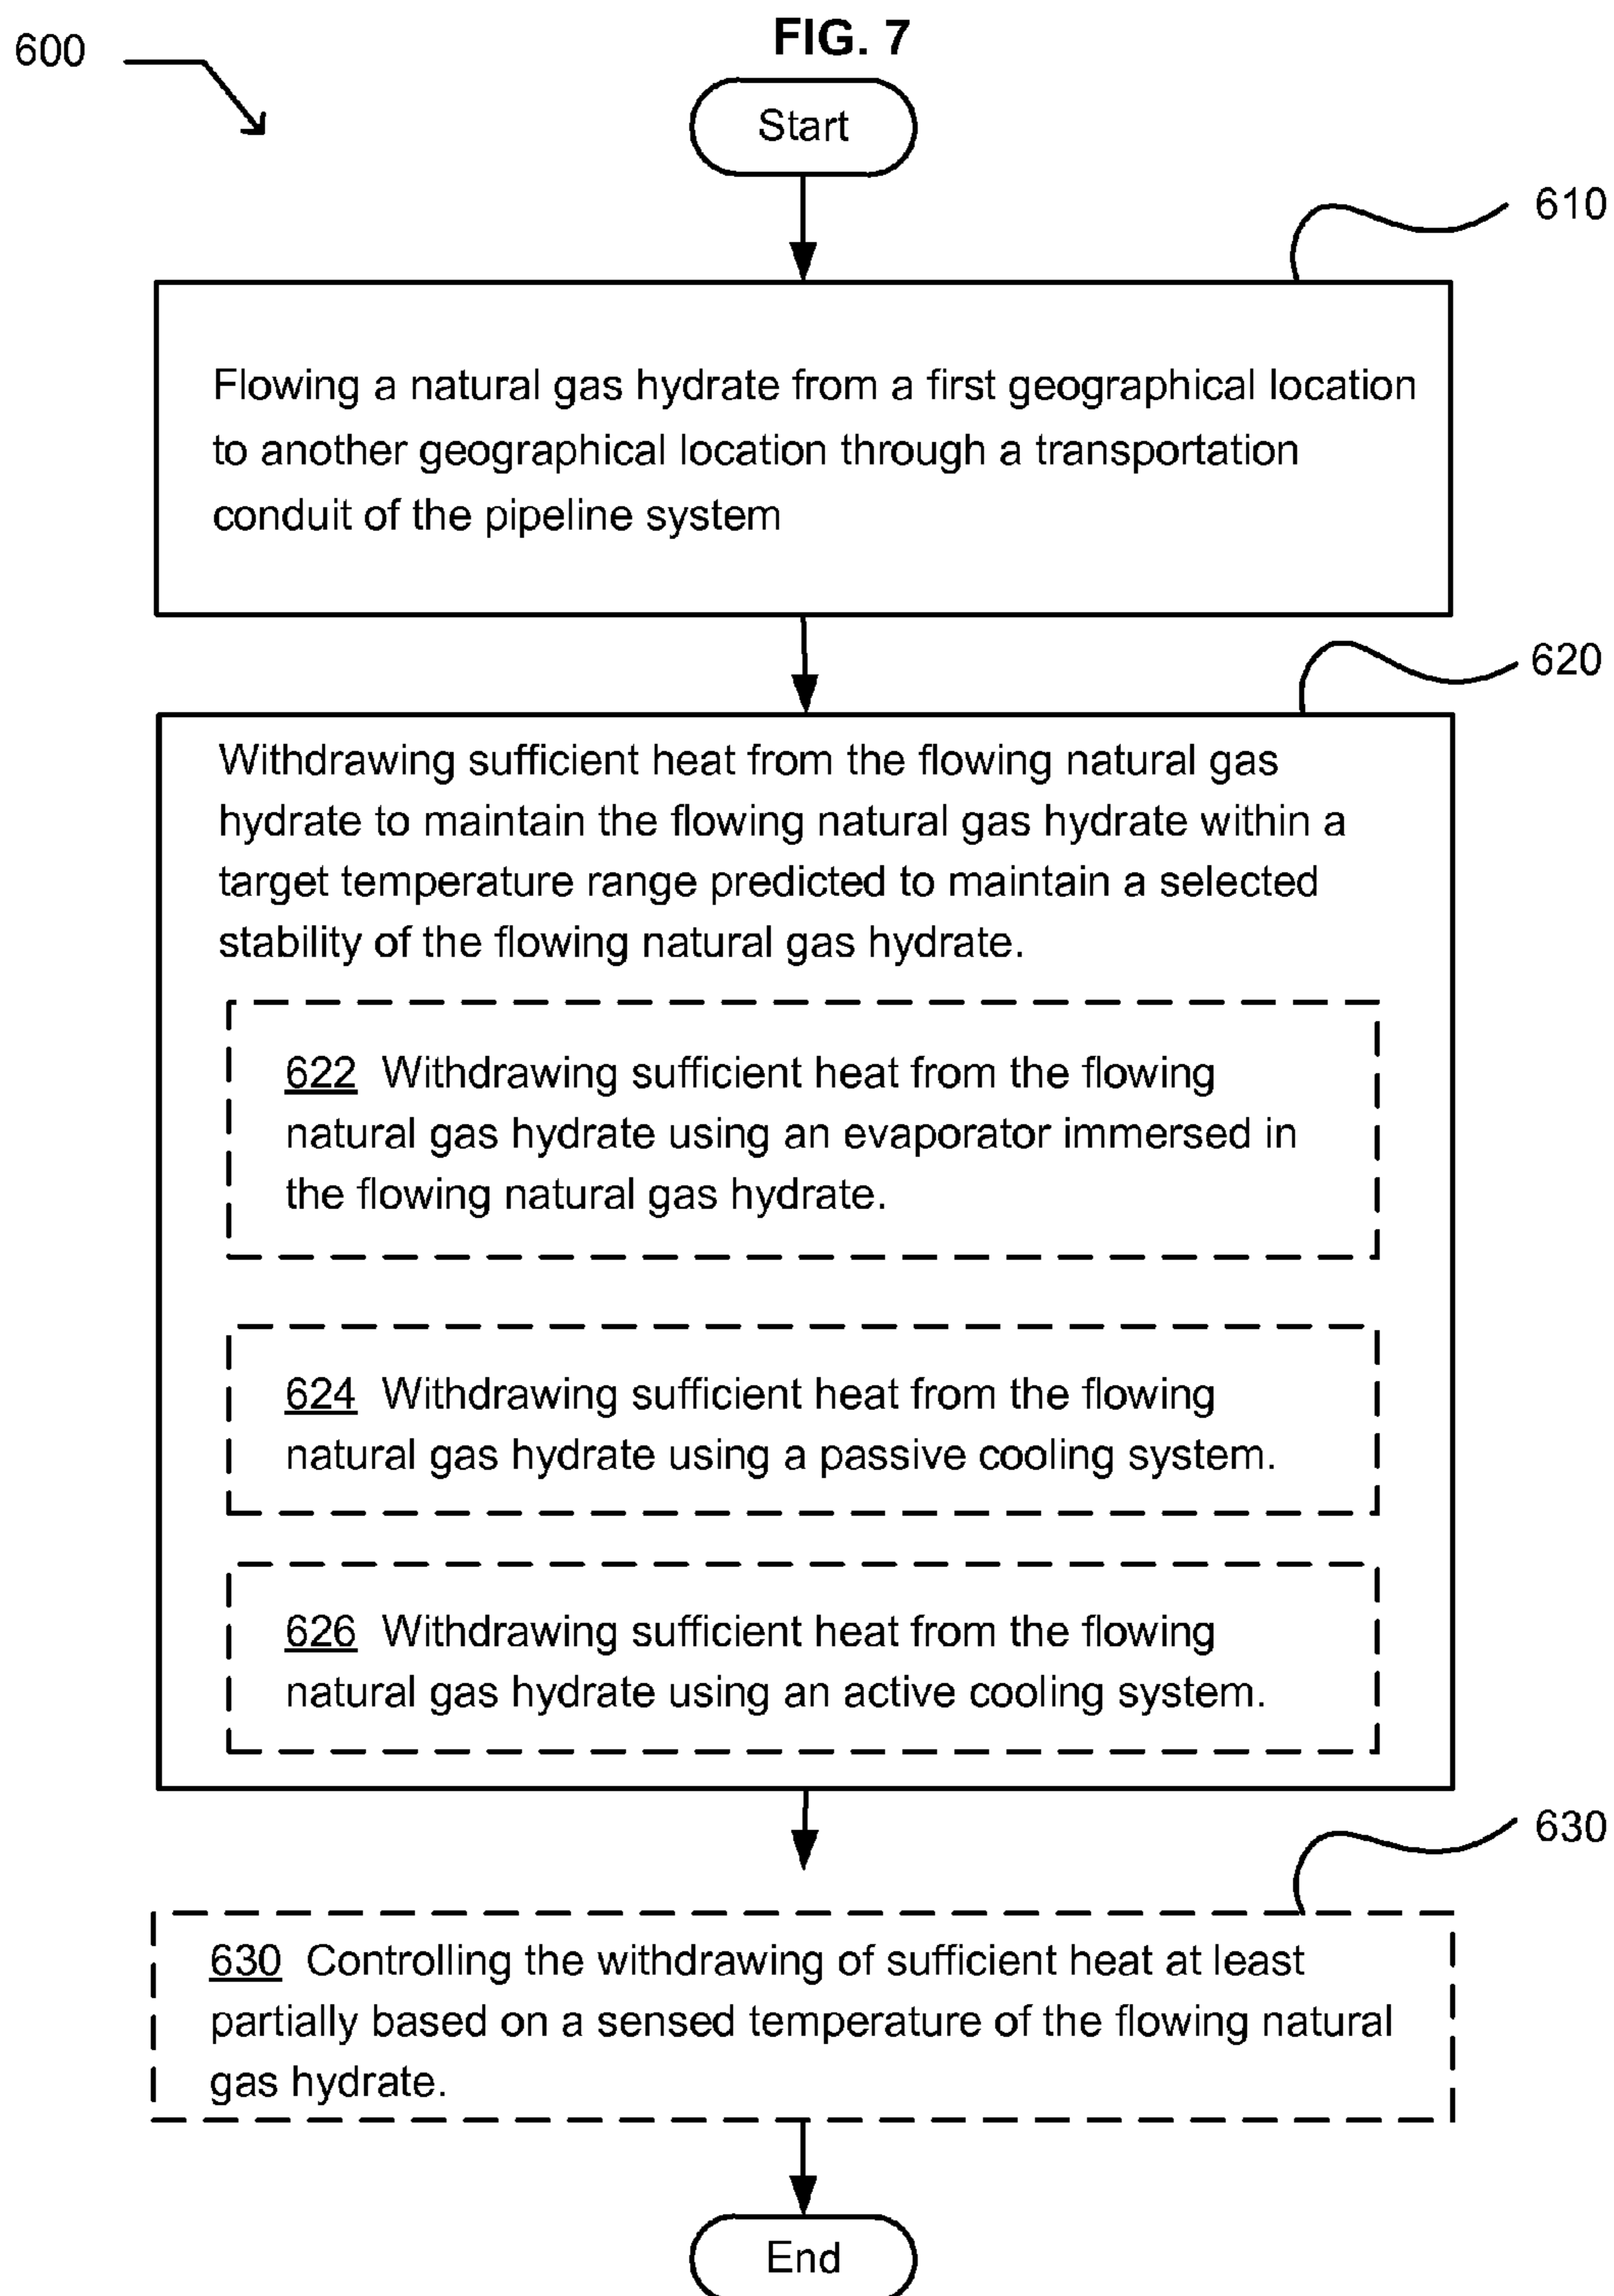 FIG. 7
600
Start
610
Flowing a natural gas hydrate from a first geographical location
to another geographical location through a transportation
conduit of the pipeline system
620
Withdrawing sufficient heat from the flowing natural gas
hydrate to maintain the flowing natural gas hydrate within a
target temperature range predicted to maintain a selected
stability of the flowing natural gas hydrate.
622 Withdrawing sufficient heat from the flowing
natural gas hydrate using an evaporator immersed in
the flowing natural gas hydrate.
624 Withdrawing sufficient heat from the flowing
natural gas hydrate using a passive cooling system.
626 Withdrawing sufficient heat from the flowing
natural gas hydrate using an active cooling system.
630
630 Controlling the withdrawing of sufficient heat at least
partially based on a sensed temperature of the flowing natural
gas hydrate.
End